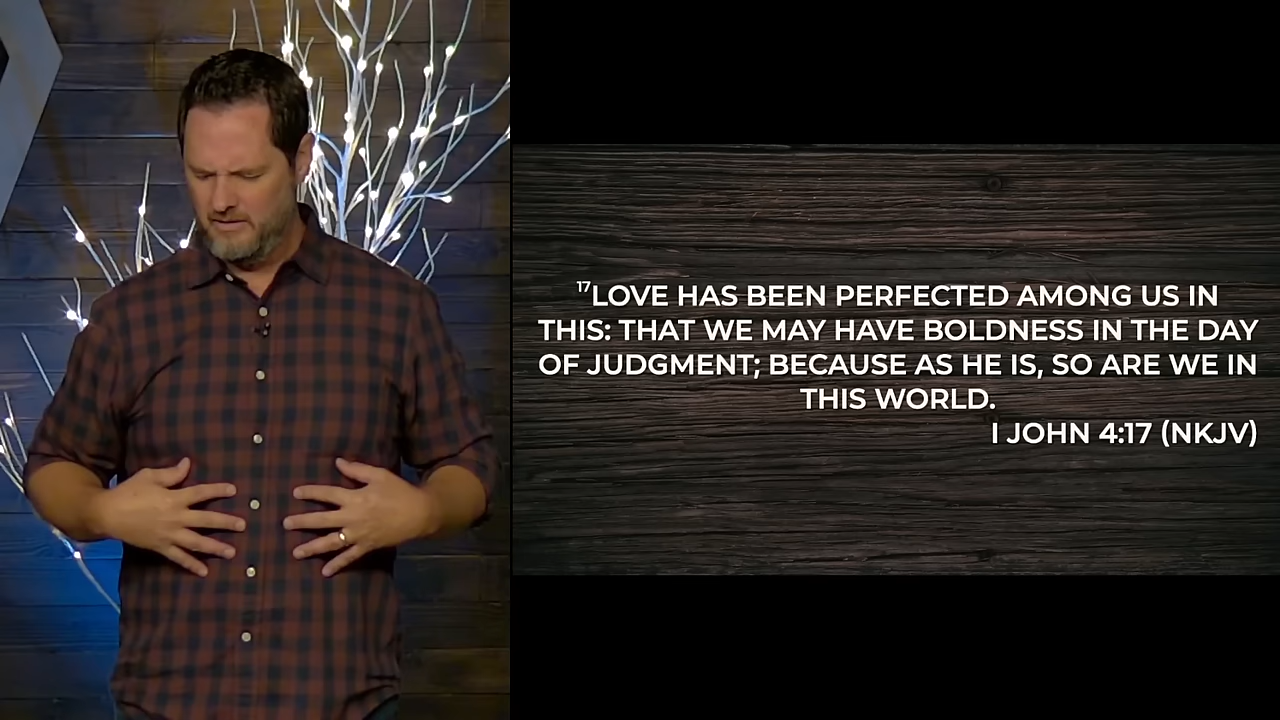 17LOVE HAS BEEN PERFECTED AMONG US IN
THIS: THAT WE MAY HAVE BOLDNESS IN THE DAY
OF JUDGMENT; BECAUSE AS HE IS, SO ARE WE IN
THIS WORLD.
I JOHN 4:17 (NKJV)